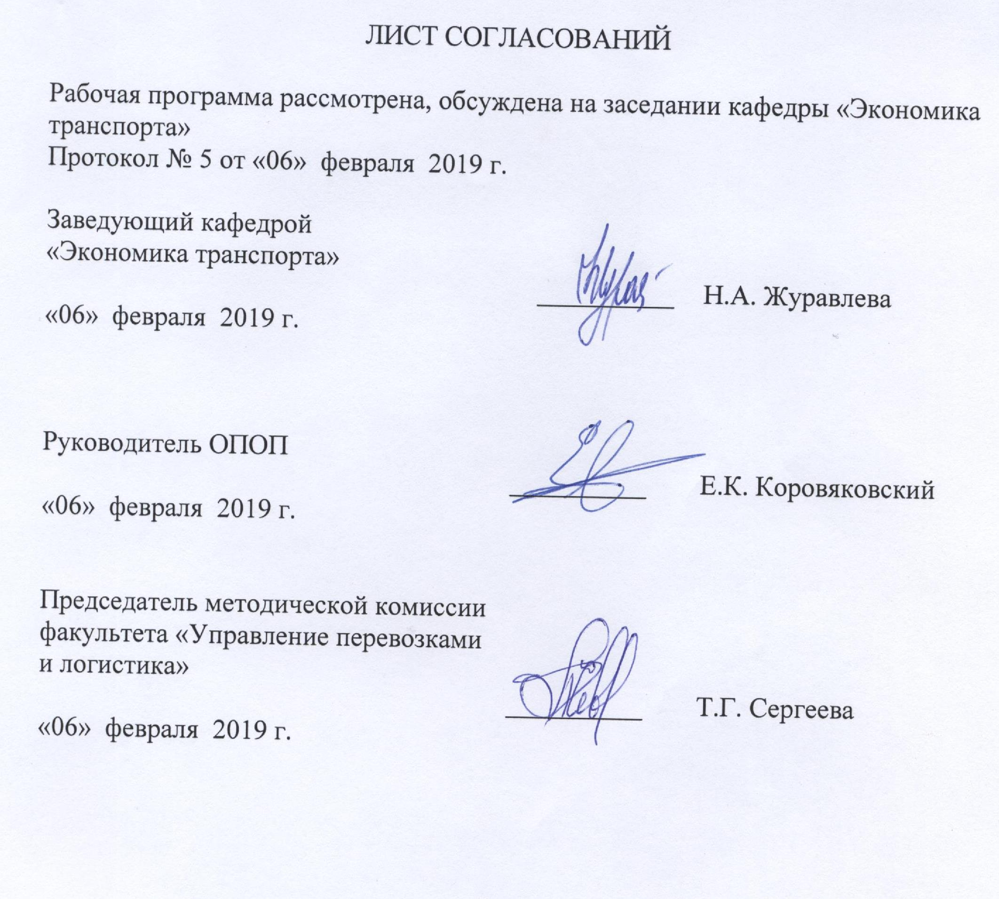 ЛИСТ СОГЛАСОВАНИЙ
Рабочая программа рассмотрена, обсуждена на заседании кафедры «Экономика
транспорта»
Протокол № 5 от «06» февраля 2019 г.
Заведующий кафедрой
«Экономика транспорта»
Н.А. Журавлева
«06» февраля 2019 г.
Руководитель ОПОП
Е.К. Коровяковский
«06» февраля 2019 г.
Председатель методической комиссии
факультета «Управление перевозками
и логистика»
Т.Г. Сергеева
«06» февраля 2019 г.